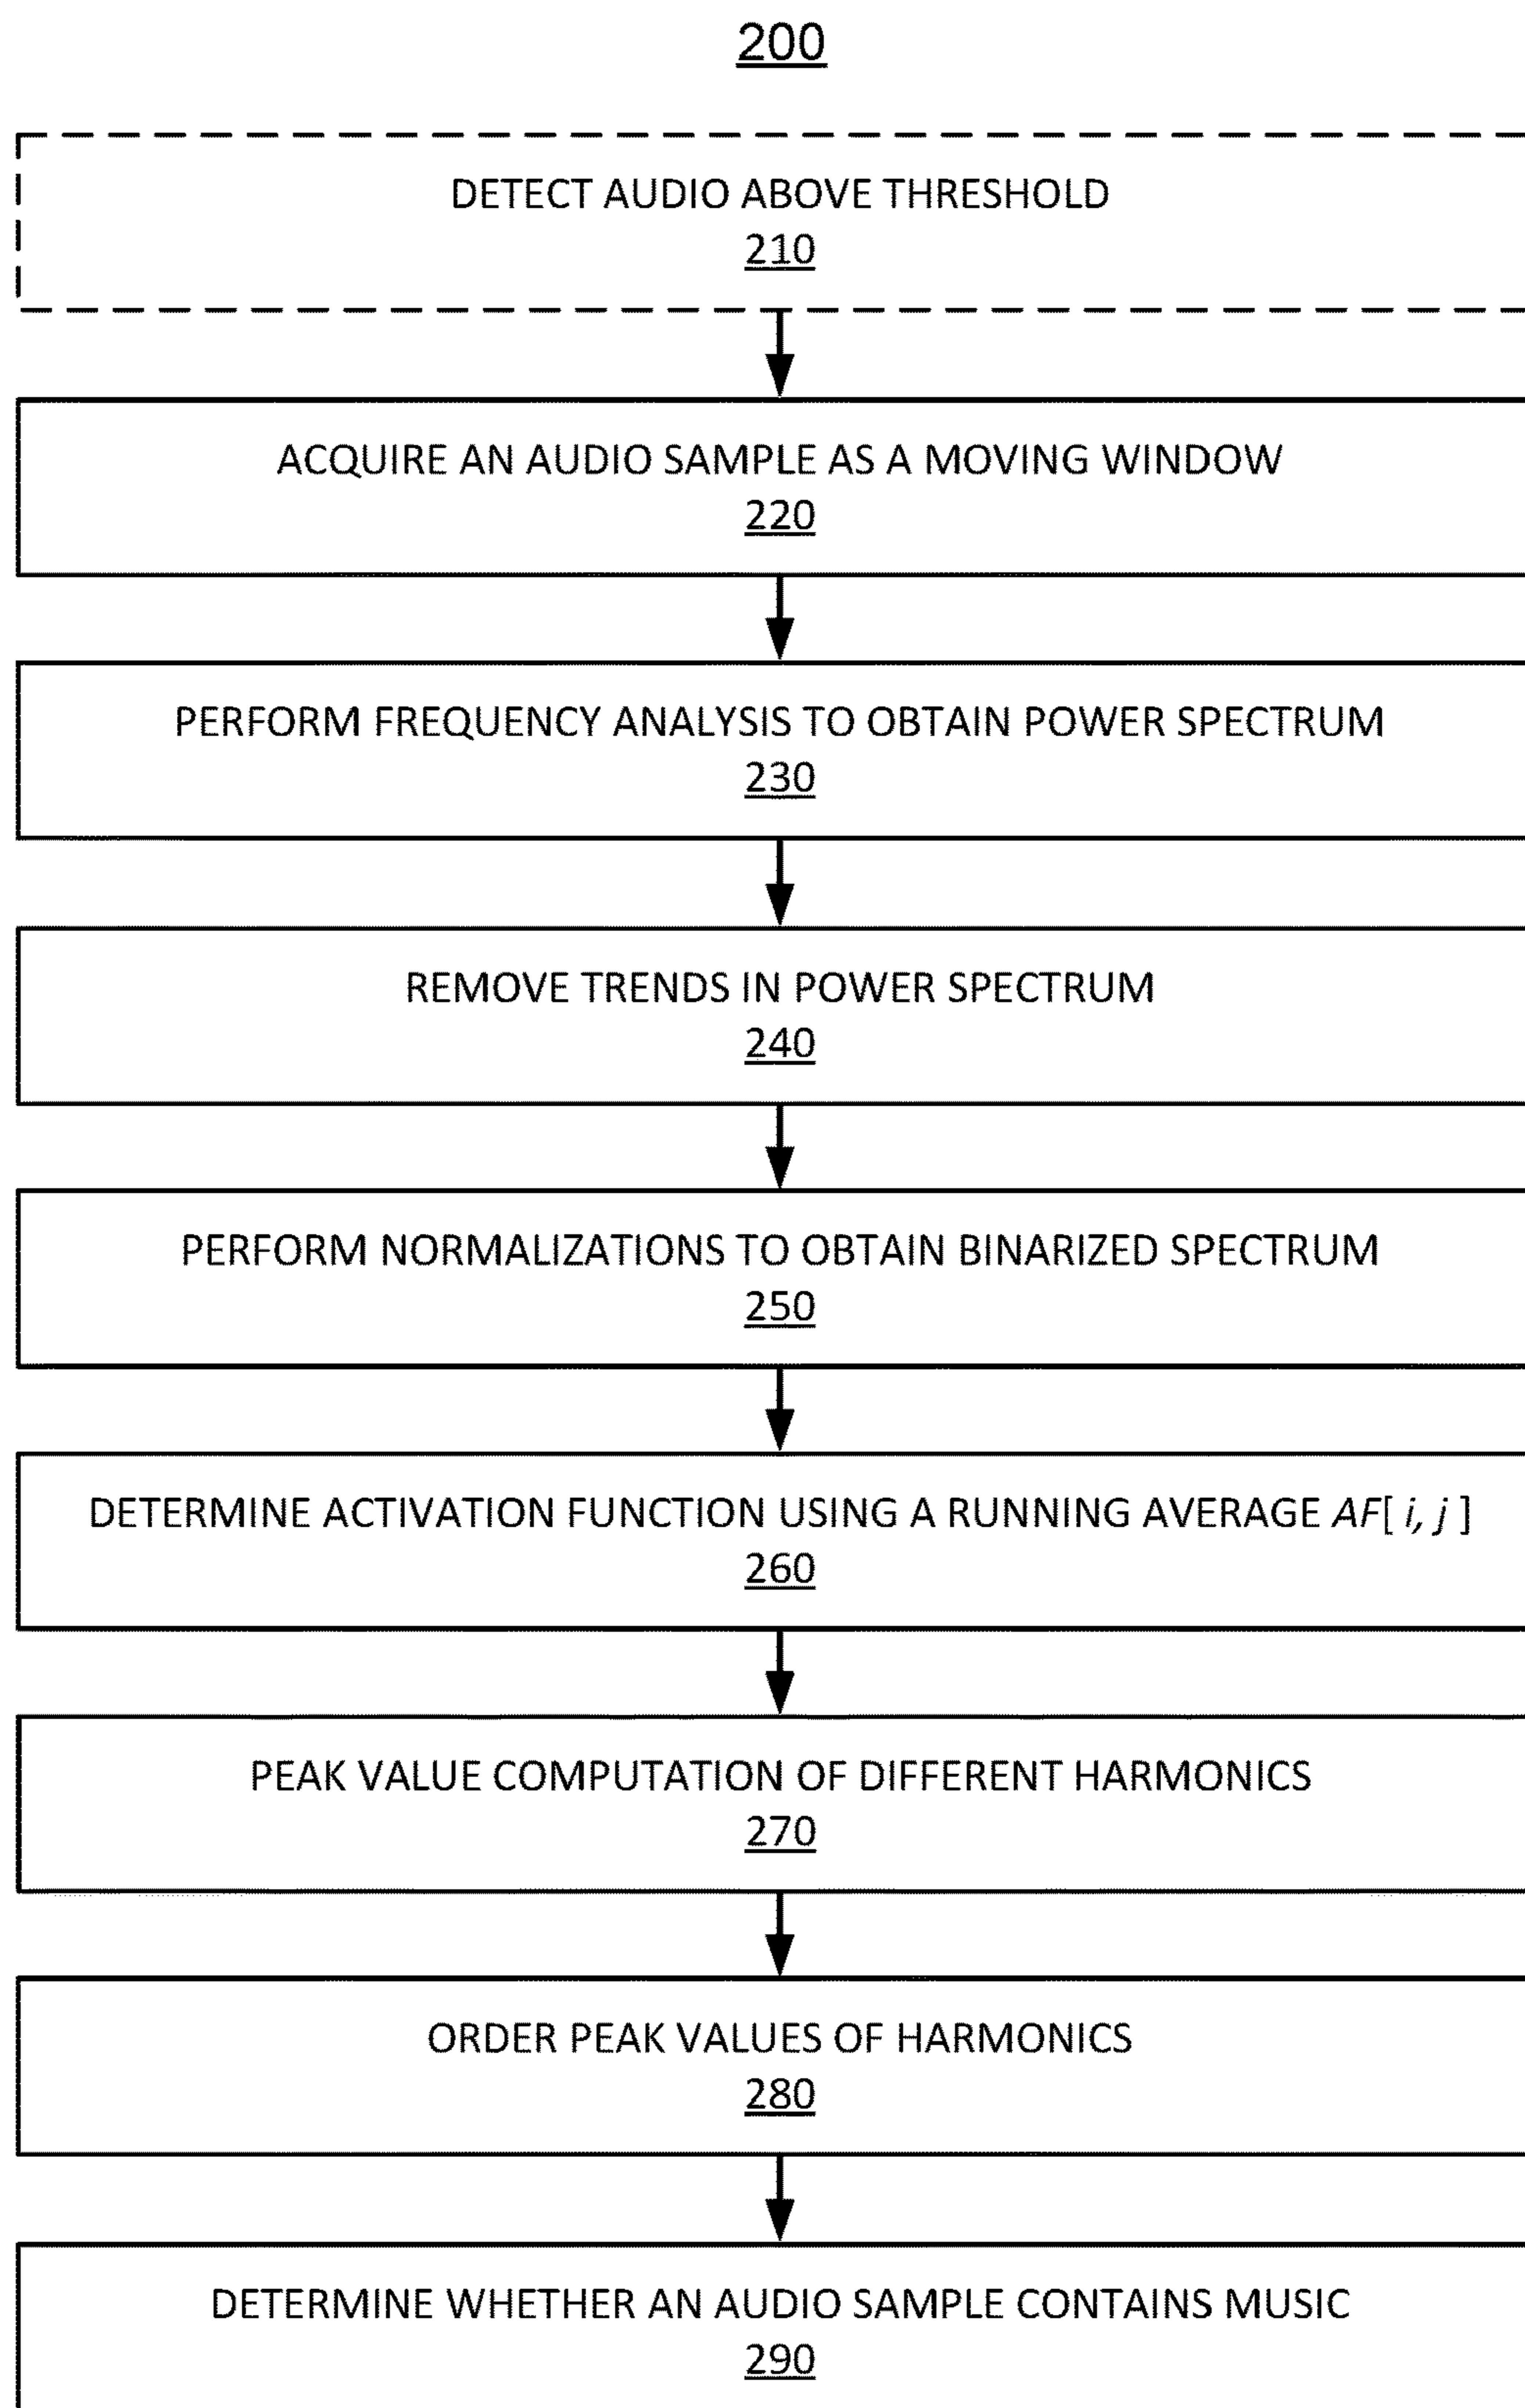 200
DETECT AUDIO ABOVE THRESHOLD
210
ACQUIRE AN AUDIO SAMPLE AS A MOVING WINDOW
220
PERFORM FREQUENCY ANALYSIS TO OBTAIN POWER SPECTRUM
230
REMOVE TRENDS IN POWER SPECTRUM
240
PERFORM NORMALIZATIONS TO OBTAIN BINARIZED SPECTRUM
250
DETERMINE ACTIVATION FUNCTION USING A RUNNING AVERAGE AF[ i, j ]
260
PEAK VALUE COMPUTATION OF DIFFERENT HARMONICS
270
ORDER PEAK VALUES OF HARMONICS
280
DETERMINE WHETHER AN AUDIO SAMPLE CONTAINS MUSIC
290